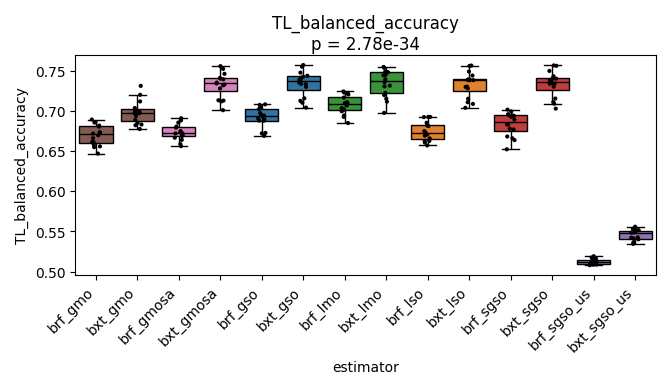 TL_balanced_accuracy
p = 2.78e-34
TL_balanced_accuracy
0.75
0.70
0.65
0.60
0.55
0.50
brf_gmo
bxt_gmo
brf_gmosa
bxt_gmosa
brf_gso
bxt_gso
brf_lmo
bxt_lmo
brf_lso
bxt_lso
brf_sgso
bxt_sgso
brf_sgso_us
bxt_sgso_us
estimator